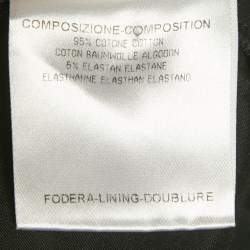 COMPOSIZIONE-COMPOSITION
95% COTONE COTTON
COTON BAUMWOLLE ALGODON
5% ELASTAN ELASTANE
ELASTHANNE ELASTHAN ELASTANO
FODERA-LINING-DOUBLURE